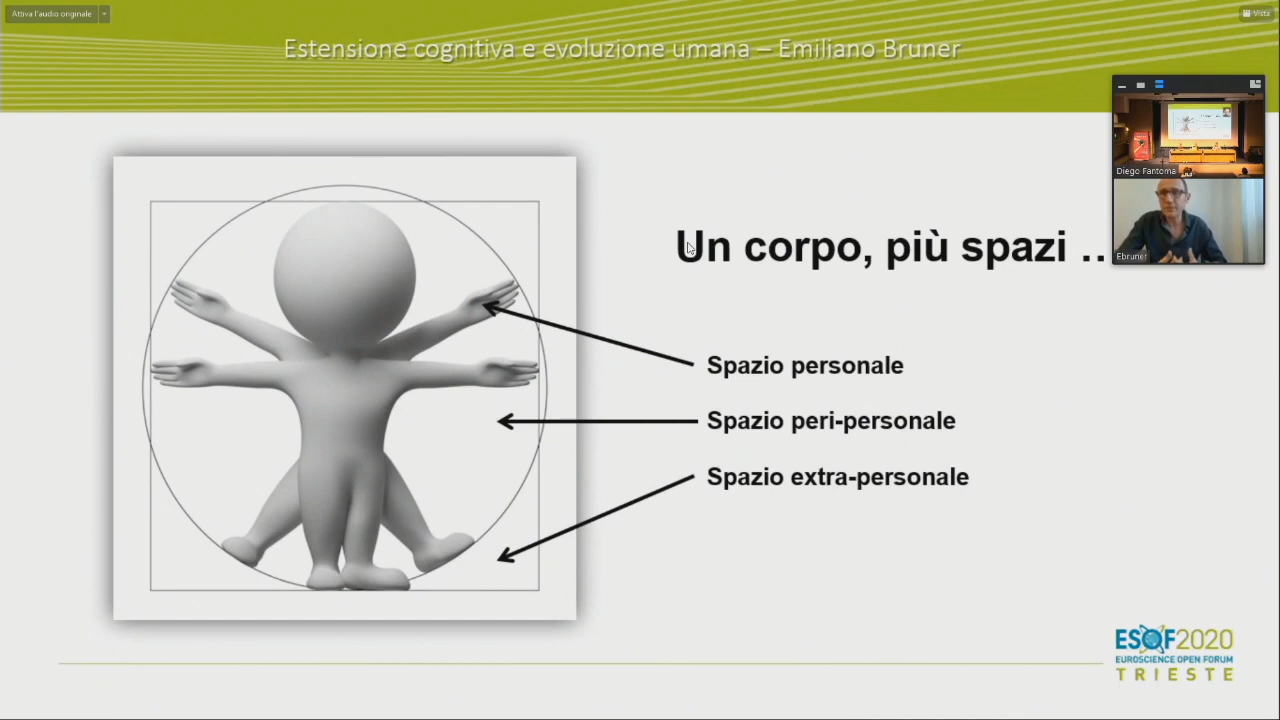 Attiva l'audio originale
Vista
Estensione cognitiva e evoluzione umana – Emiliano Bruner
Diego Fantoma
Ebruner
Un corpo, più spazi ..
Spazio personale
Spazio peri-personale
Spazio extra-personale
ESOF2020
EUROSCIENCE OPEN FORUM
TRIESTE